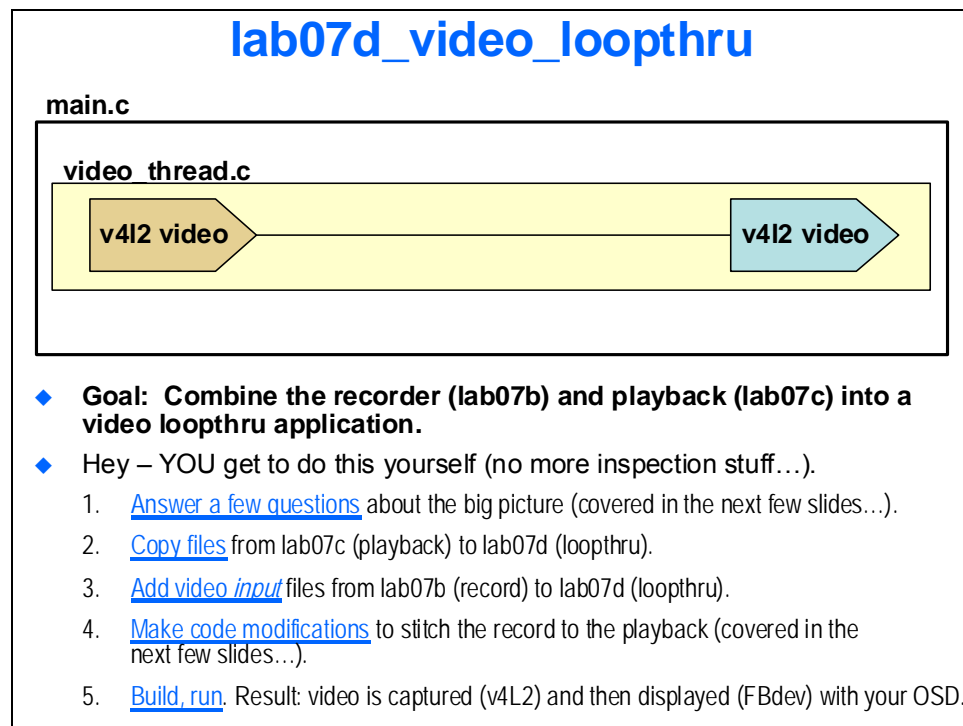 lab07d_video_loopthru
main.c
video_thread.c
v4l2 video
v4l2 video
◆ Goal: Combine the recorder (lab07b) and playback (lab07c) into a
video loopthru application.
◆ Hey – YOU get to do this yourself (no more inspection stuff…).
1. Answer a few questions about the big picture (covered in the next few slides…).
2. Copy files from lab07c (playback) to lab07d (loopthru).
3. Add video input files from lab07b (record) to lab07d (loopthru).
4. Make code modifications to stitch the record to the playback (covered in the
next few slides…).
5. Build, run. Result: video is captured (v4L2) and then displayed (FBdev) with your OSD.